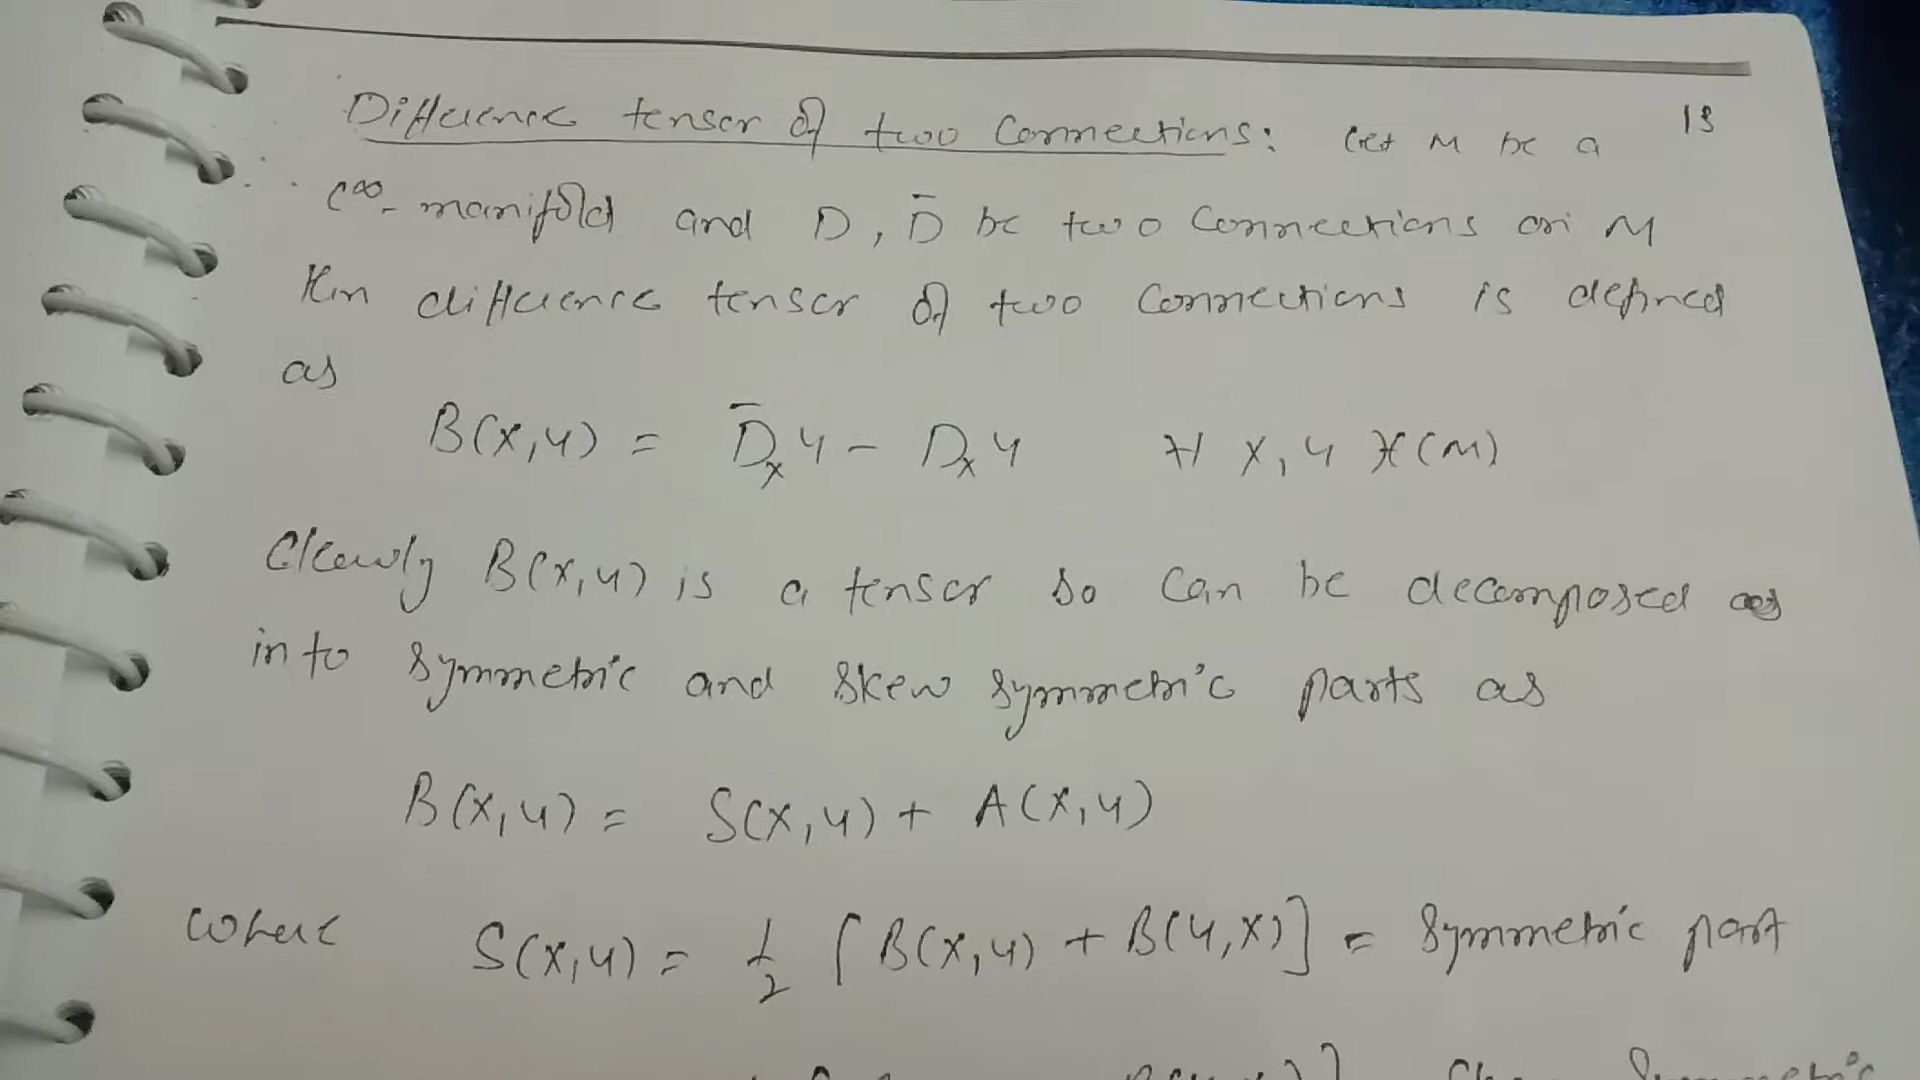 Difference tensor of two connections: Let M be a 13
C∞- manifold and D, D̄ be two connections on M
then difference tensor of two connections is defined
as
B(X,Y) = D̄_X Y - D_X Y ∀ X,Y 𝔛(M)
Clearly B(X,Y) is a tensor so can be decomposed as
into symmetric and skew symmetric parts as
B(X,Y) = S(X,Y) + A(X,Y)
where S(X,Y) = 1/2 [B(X,Y) + B(Y,X)] = symmetric part